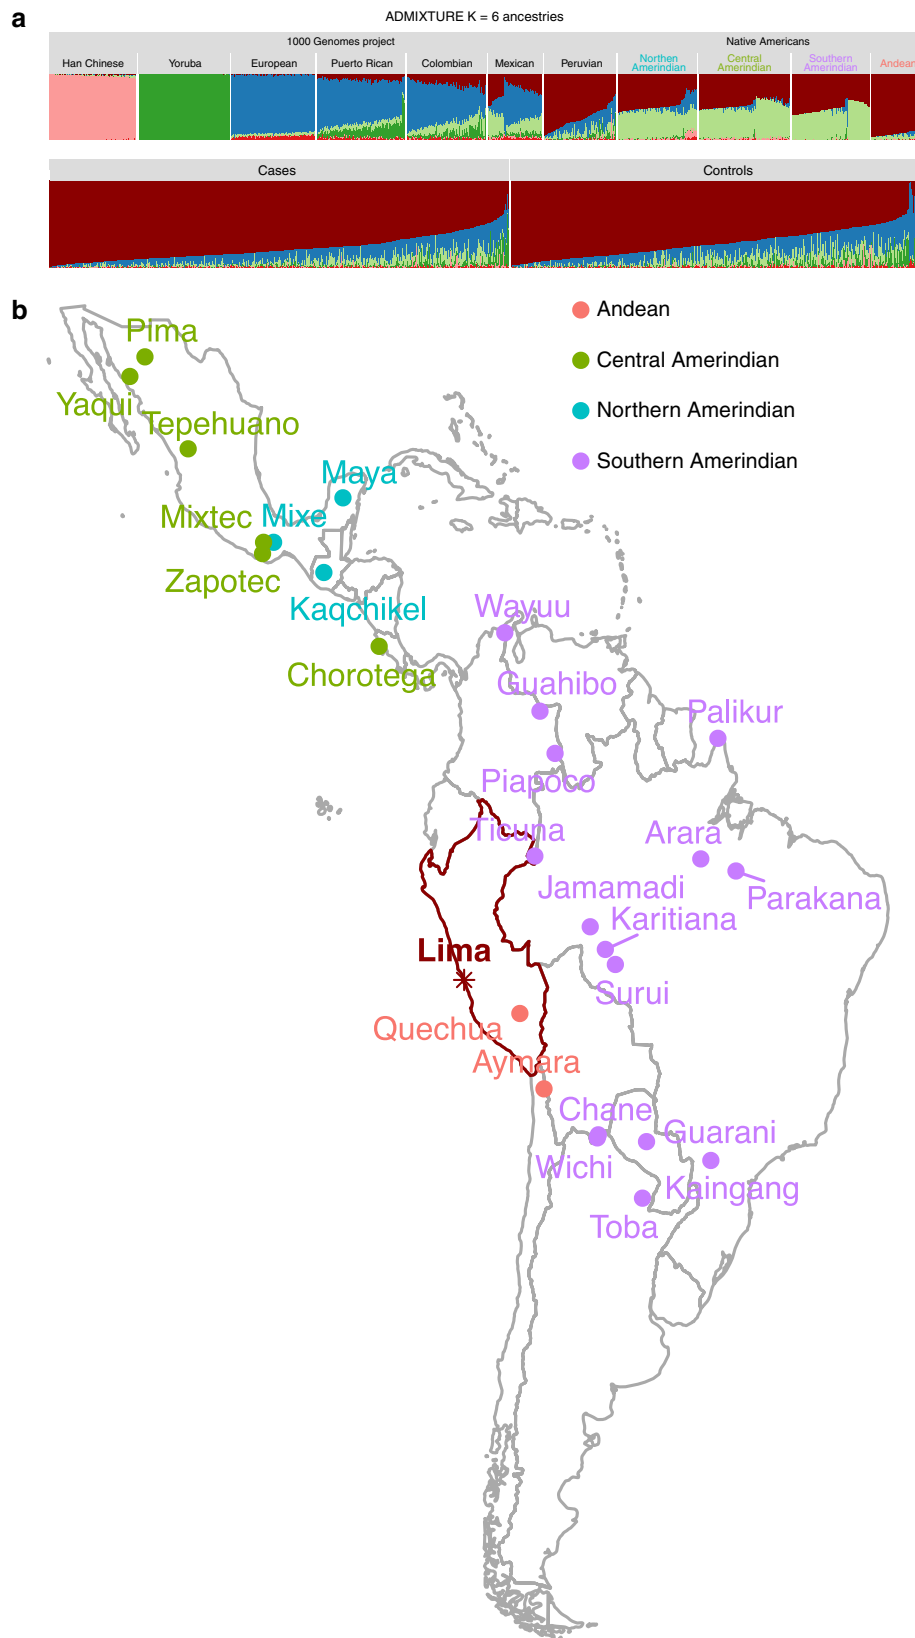 a
ADMIXTURE K = 6 ancestries
1000 Genomes project
Native Americans
Han Chinese
Yoruba
European
Puerto Rican
Colombian
Mexican
Peruvian
Northen
Amerindian
Central
Amerindian
Southern
Amerindian
Andean
Cases
Controls
b
Andean
Central Amerindian
Northern Amerindian
Southern Amerindian
Pima
Yaqui
Tepehuano
Maya
Mixtec
Mixe
Zapotec
Kaqchikel
Wayuu
Chorotega
Guahibo
Palikur
Piapoco
Ticuna
Arara
Jamamadi
Parakana
Karitiana
Lima
Surui
Quechua
Aymara
Chane
Guarani
Wichi
Kaingang
Toba